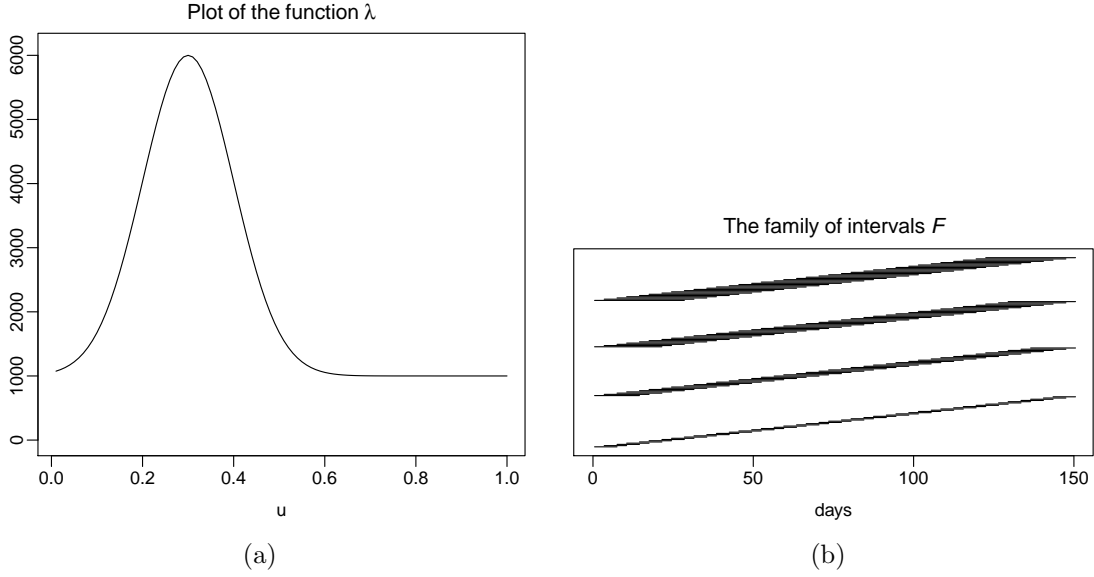 Plot of the function λ
6000
5000
4000
3000
2000
1000
0
0.0 0.2 0.4 0.6 0.8 1.0
u
(a)
The family of intervals F
0 50 100 150
days
(b)